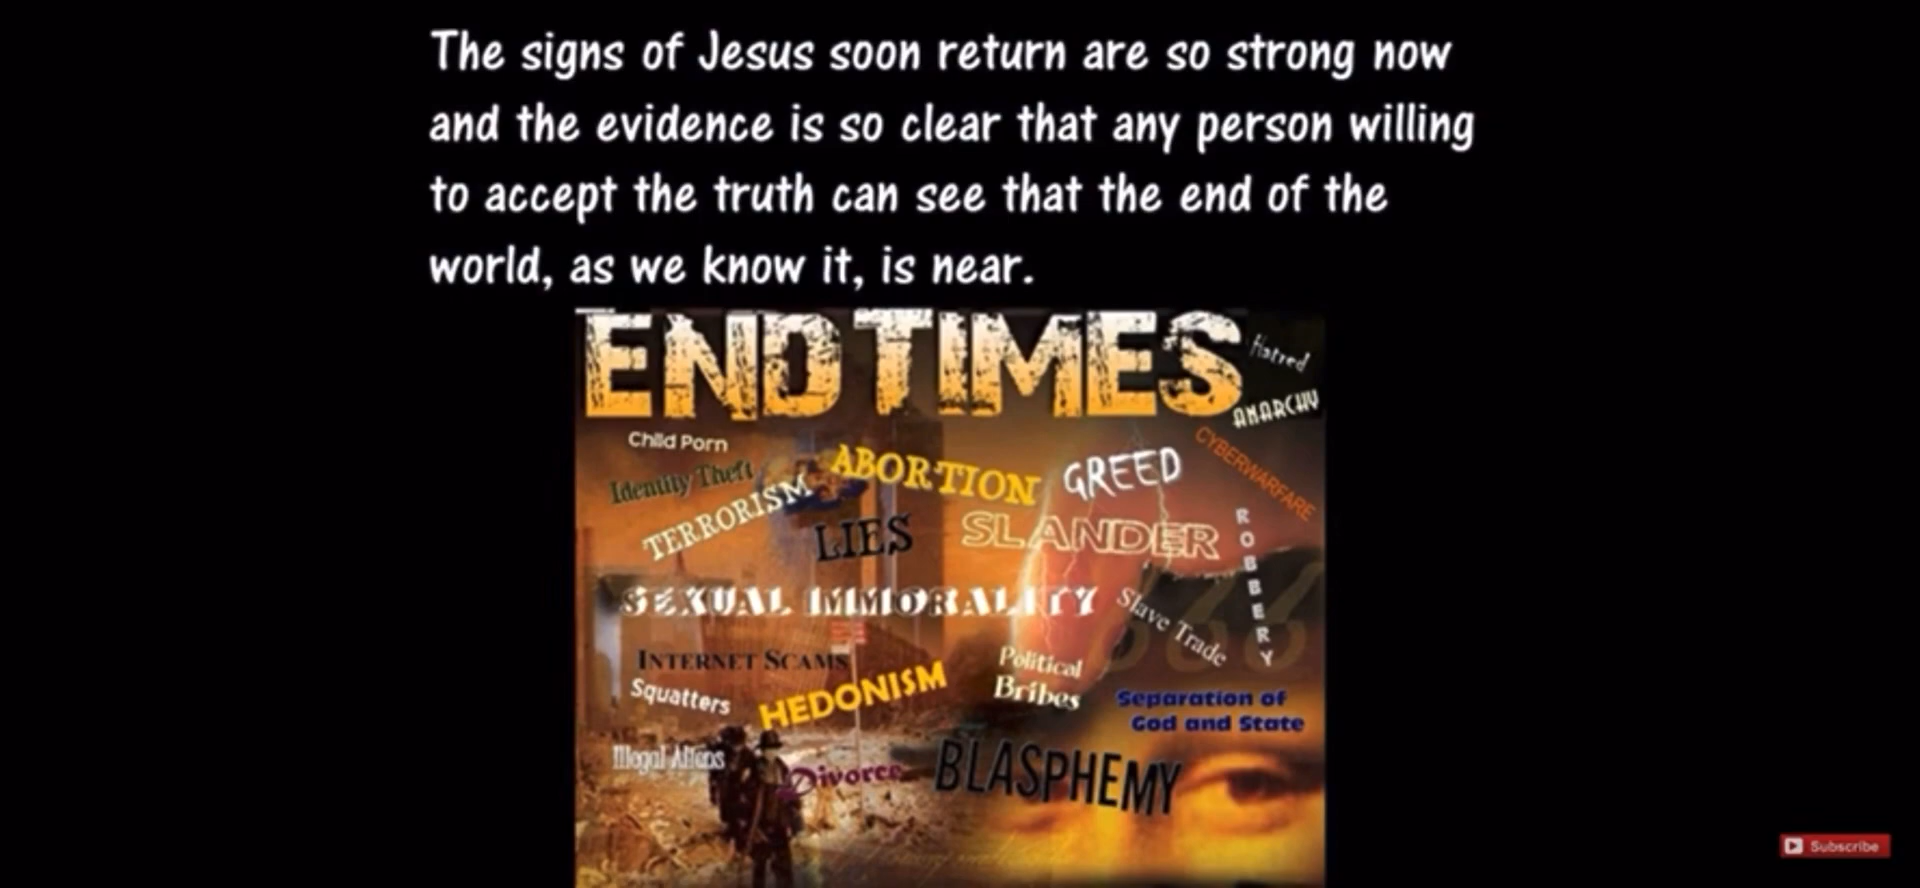 The signs of Jesus soon return are so strong now
and the evidence is so clear that any person willing
to accept the truth can see that the end of the
world, as we know it, is near.
END TIMES
Hatred
ANARCHY
Child Porn
CYBERWARFARE
Identity Theft
ABORTION
GREED
TERRORISM
LIES
SLANDER
ROBBERY
SEXUAL IMMORALITY
Slave Trade
666
INTERNET SCAMS
Political
Bribes
Squatters
HEDONISM
Separation of
God and State
Illegal Aliens
Divorce
BLASPHEMY
Subscribe